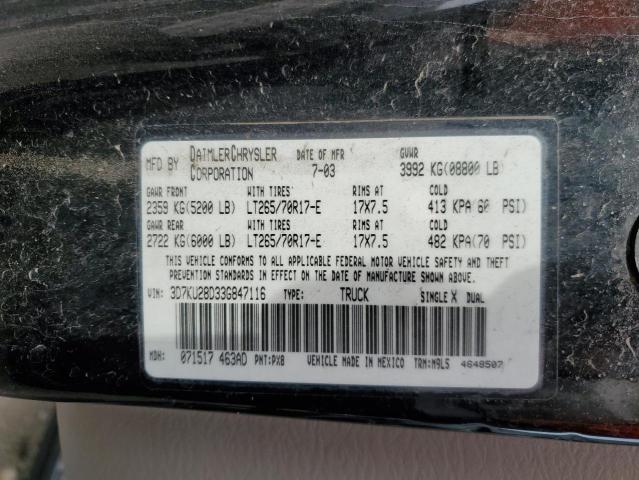 MFD BY DAIMLERCHRYSLER CORPORATION DATE OF MFR 7-03 GVWR 3992 KG(08800 LB)
GAWR FRONT WITH TIRES RIMS AT COLD
2359 KG(5200 LB) LT265/70R17-E 17X7.5 413 KPA(60 PSI)
GAWR REAR WITH TIRES RIMS AT COLD
2722 KG(6000 LB) LT265/70R17-E 17X7.5 482 KPA(70 PSI)
THIS VEHICLE CONFORMS TO ALL APPLICABLE FEDERAL MOTOR VEHICLE SAFETY AND THEFT
PREVENTION STANDARDS IN EFFECT ON THE DATE OF MANUFACTURE SHOWN ABOVE.
VIN: 3D7KU28D33G847116 TYPE: TRUCK SINGLE X DUAL
MDH: 071517 463AD PNT:PX8 VEHICLE MADE IN MEXICO TRM:M9L5 4648507